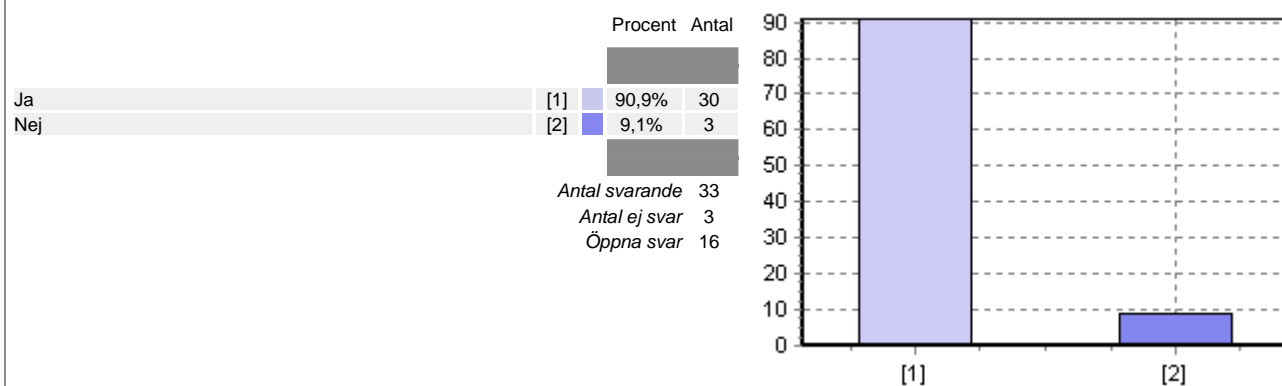 Procent Antal
Ja [1] 90,9% 30
Nej [2] 9,1% 3
Antal svarande 33
Antal ej svar 3
Öppna svar 16
90
80
70
60
50
40
30
20
10
0
[1] [2]